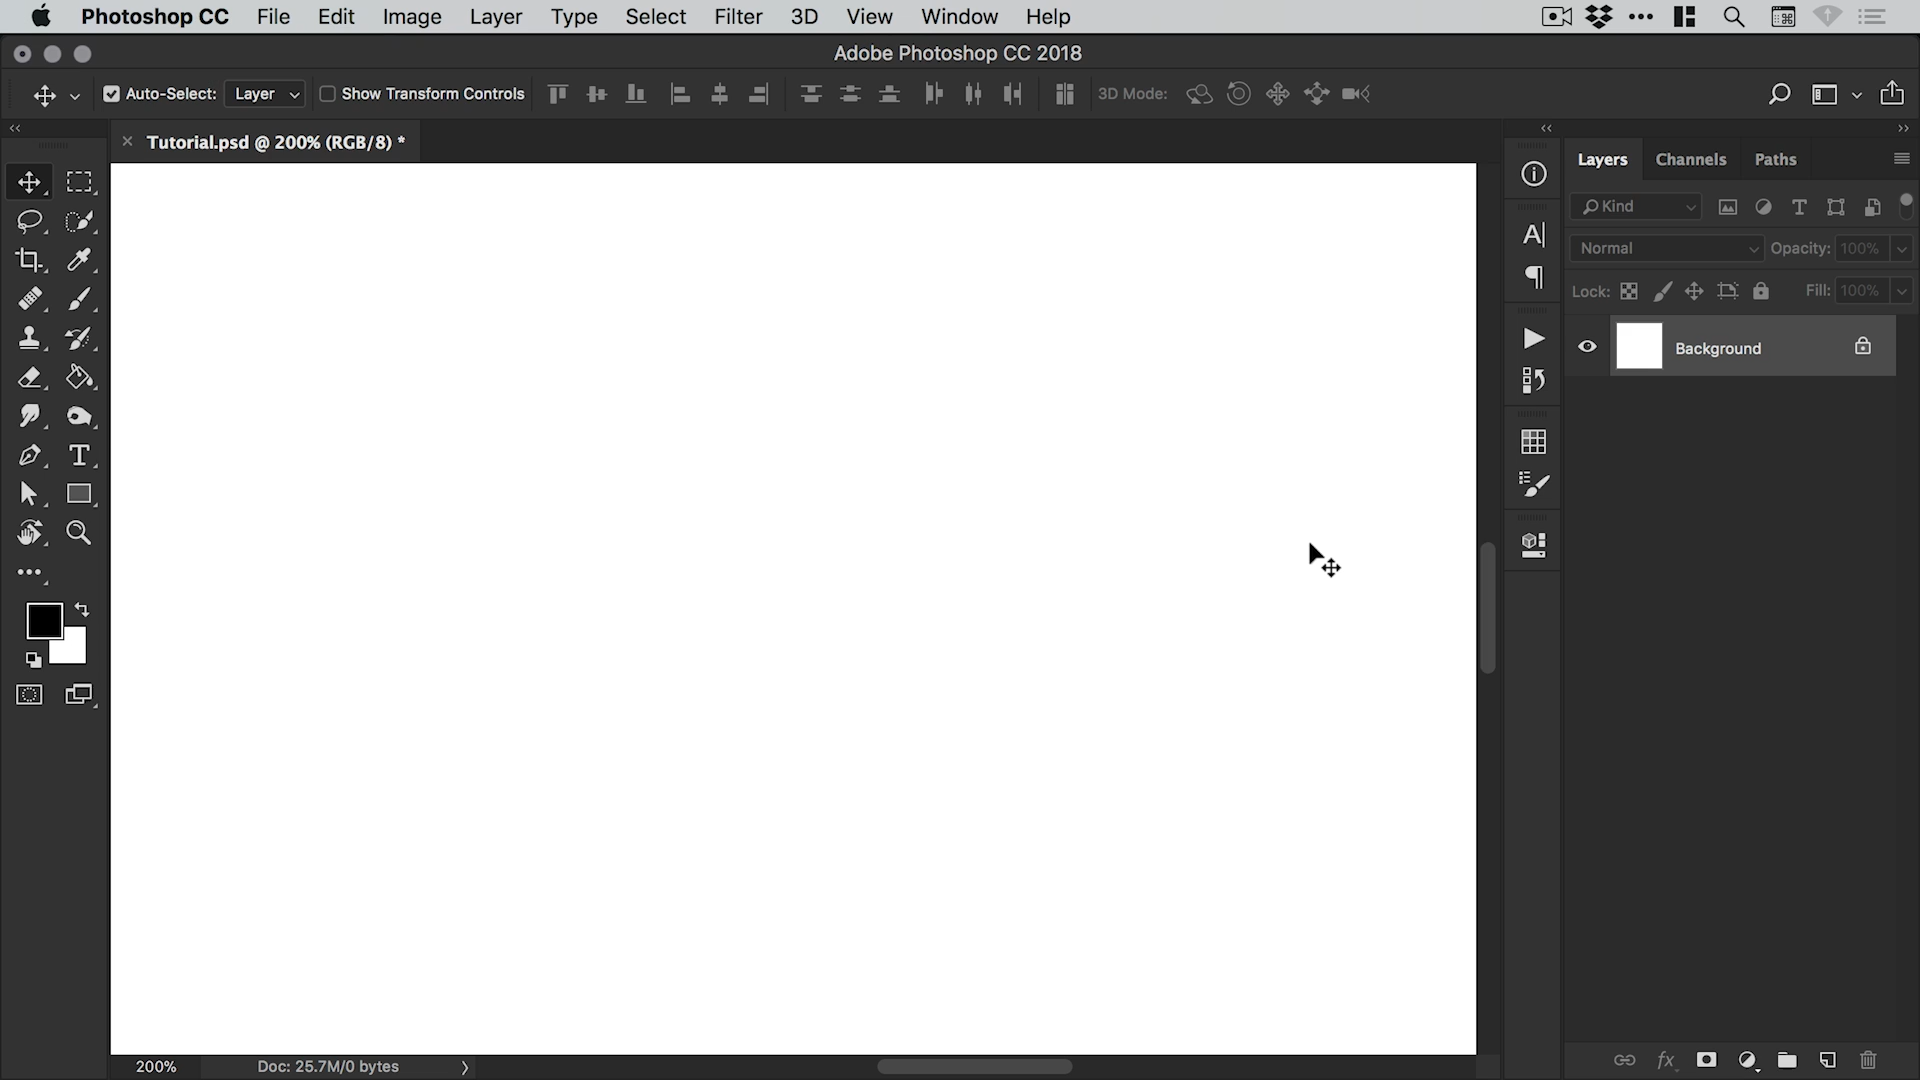 Photoshop CC File Edit Image Layer Type Select Filter 3D View Window Help
Adobe Photoshop CC 2018
Auto-Select: Layer Show Transform Controls 3D Mode:
Tutorial.psd @ 200% (RGB/8) *
Layers Channels Paths
Kind
Normal Opacity: 100%
Lock: Fill: 100%
Background
200% Doc: 25.7M/0 bytes